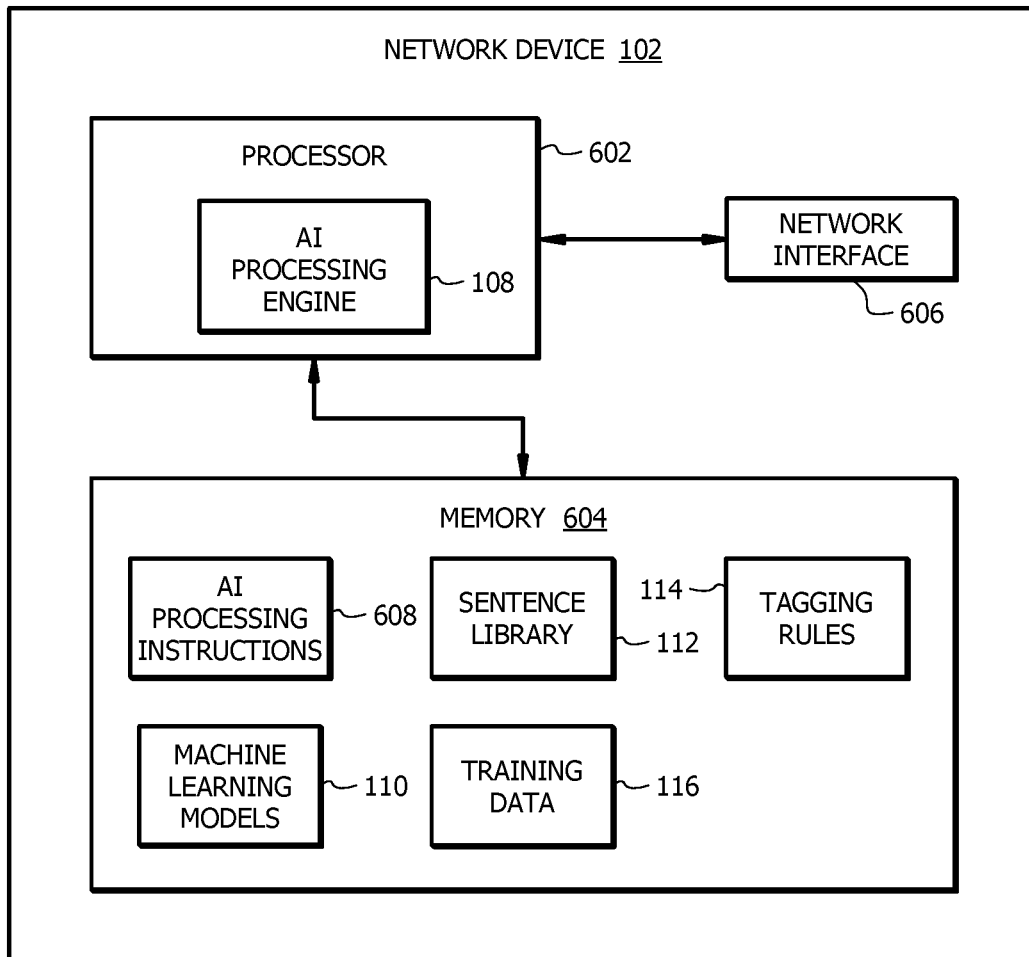 NETWORK DEVICE 102
PROCESSOR
602
AI
PROCESSING
ENGINE
108
NETWORK
INTERFACE
606
MEMORY 604
AI
PROCESSING
INSTRUCTIONS
608
SENTENCE
LIBRARY
112
114
TAGGING
RULES
MACHINE
LEARNING
MODELS
110
TRAINING
DATA
116